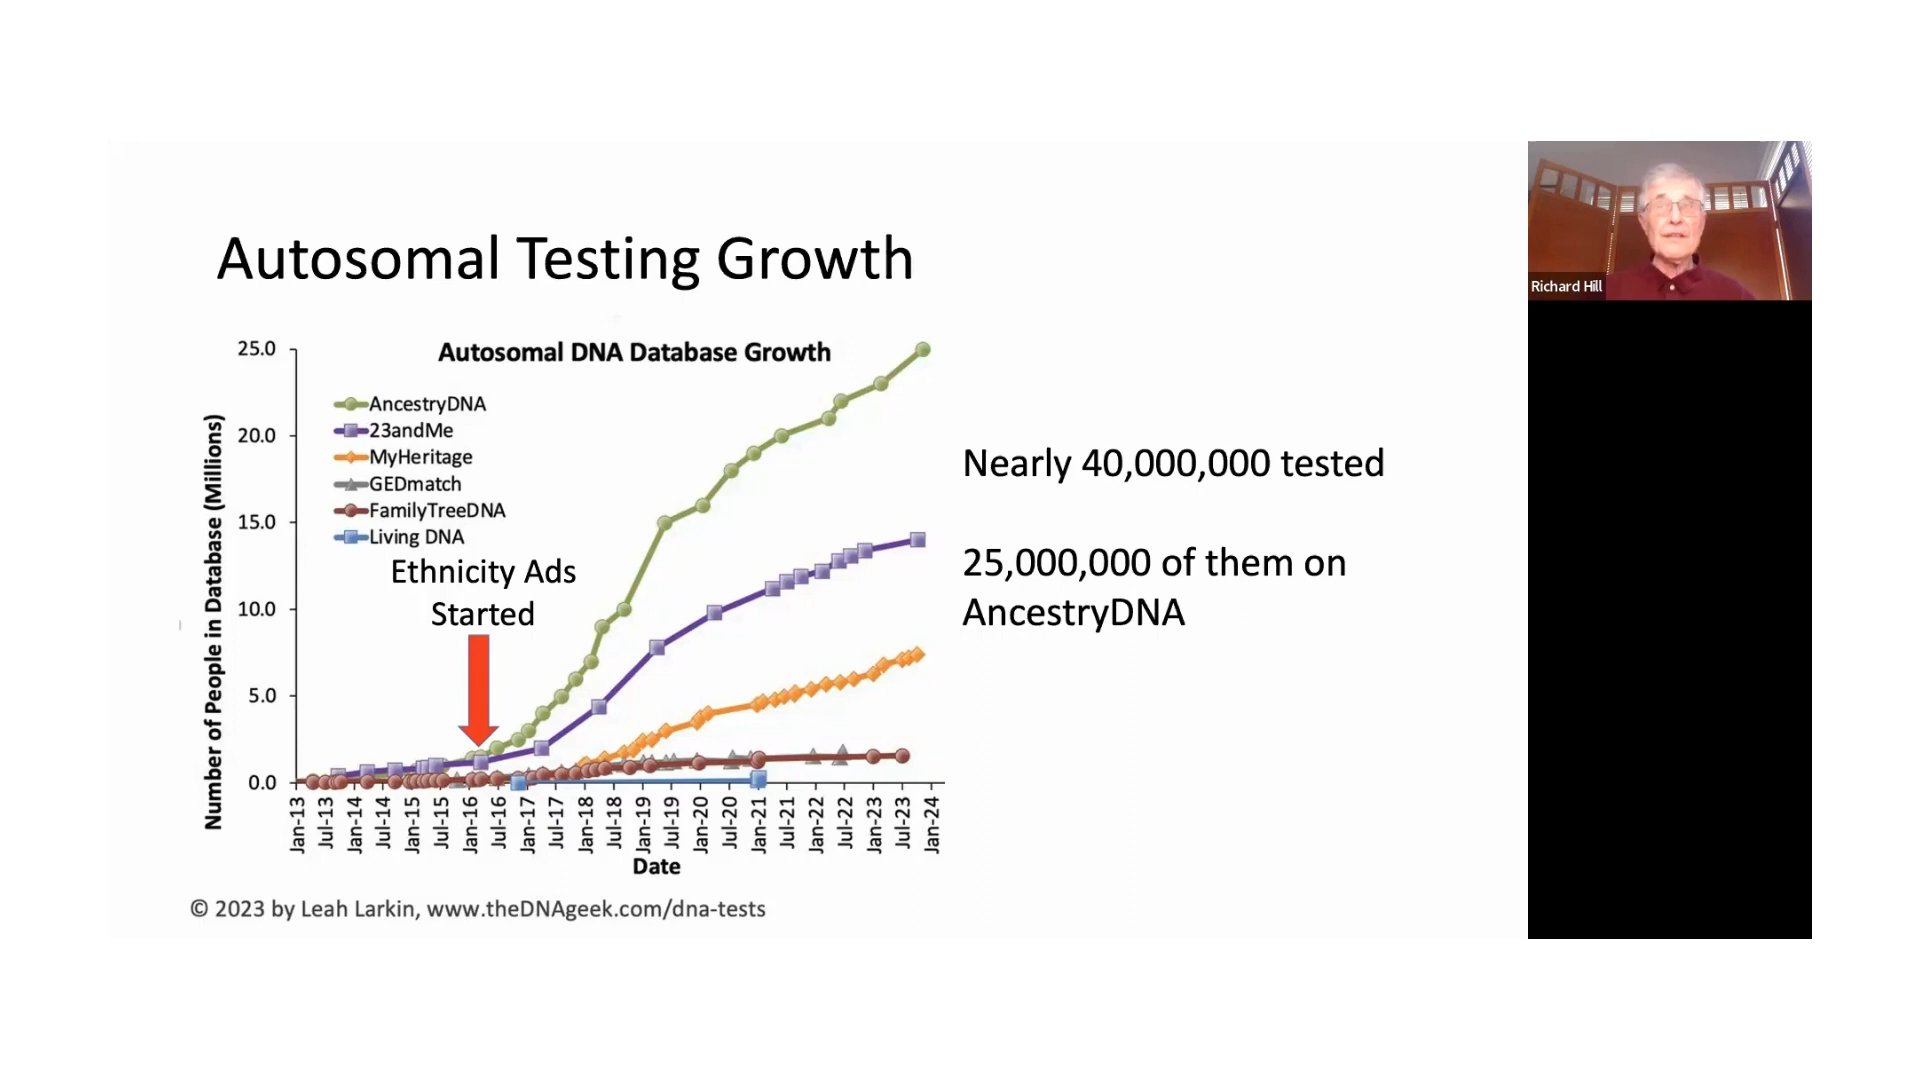 Autosomal Testing Growth
Autosomal DNA Database Growth
Number of People in Database (Millions)
25.0
20.0
15.0
10.0
5.0
0.0
AncestryDNA
23andMe
MyHeritage
GEDmatch
FamilyTreeDNA
Living DNA
Ethnicity Ads
Started
Jan-13
Jul-13
Jan-14
Jul-14
Jan-15
Jul-15
Jan-16
Jul-16
Jan-17
Jul-17
Jan-18
Jul-18
Jan-19
Jul-19
Jan-20
Jul-20
Jan-21
Jul-21
Jan-22
Jul-22
Jan-23
Jul-23
Jan-24
Date
© 2023 by Leah Larkin, www.theDNAgeek.com/dna-tests
Nearly 40,000,000 tested
25,000,000 of them on
AncestryDNA
Richard Hill